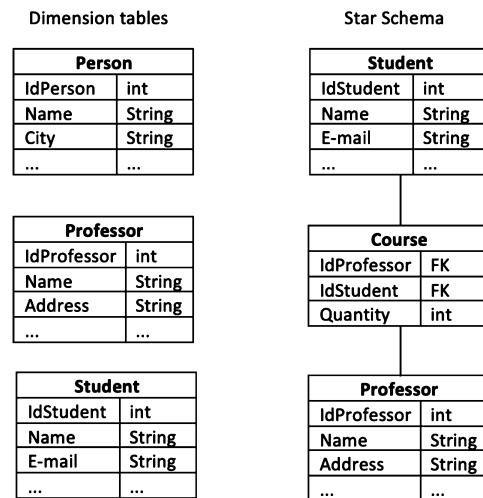 Dimension tables
Person
IdPerson int
Name String
City String
... ...
Professor
IdProfessor int
Name String
Address String
... ...
Student
IdStudent int
Name String
E-mail String
... ...
Star Schema
Student
IdStudent int
Name String
E-mail String
... ...
Course
IdProfessor FK
IdStudent FK
Quantity int
Professor
IdProfessor int
Name String
Address String
... ...